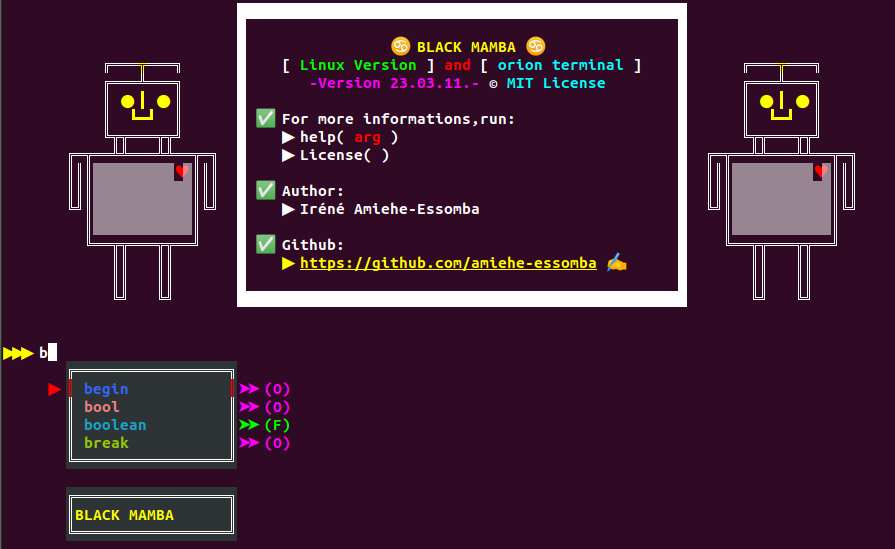 ♋ BLACK MAMBA ♋
[ Linux Version ] and [ orion terminal ]
-Version 23.03.11.- © MIT License
✅ For more informations,run:
▶ help( arg )
▶ License( )
✅ Author:
▶ Iréné Amiehe-Essomba
✅ Github:
▶ https://github.com/amiehe-essomba ✍
▶▶▶ b
▶ begin ➤➤ (O)
bool ➤➤ (O)
boolean ➤➤ (F)
break ➤➤ (O)
BLACK MAMBA